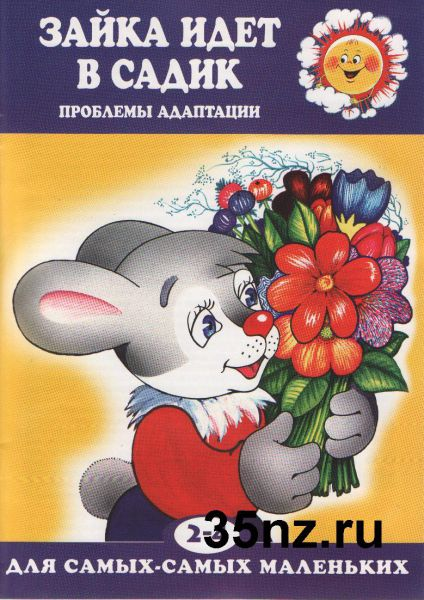 ЗАЙКА ИДЕТ
В САДИК
ПРОБЛЕМЫ АДАПТАЦИИ
35nz.ru
ДЛЯ САМЫХ-САМЫХ МАЛЕНЬКИХ